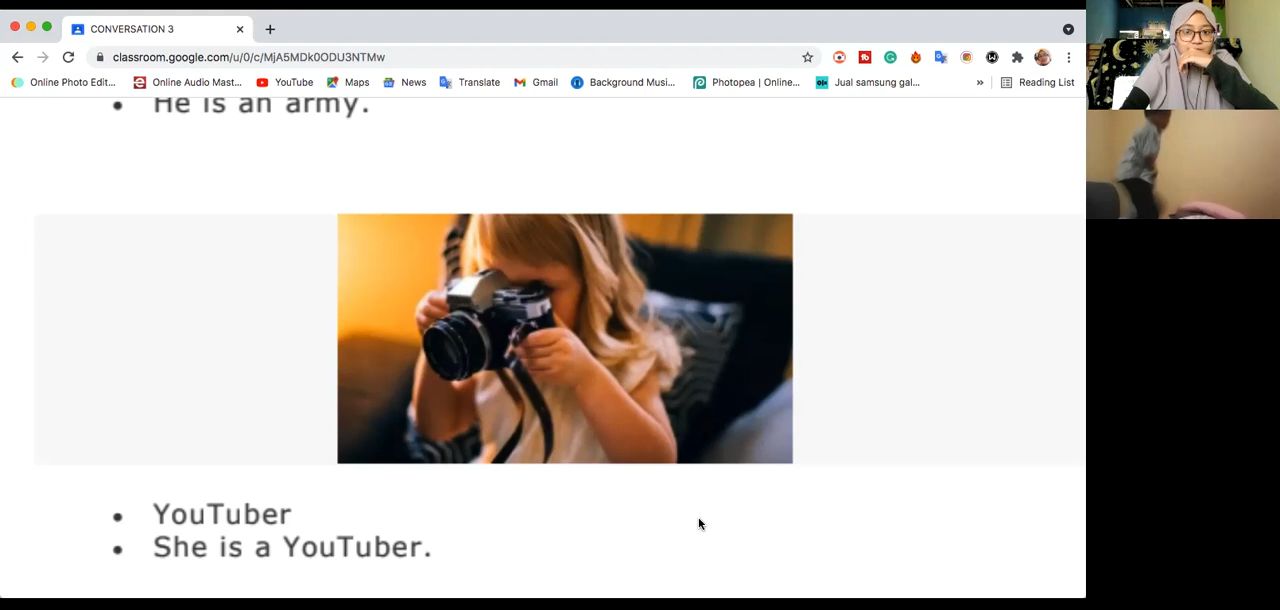 CONVERSATION 3
classroom.google.com/u/0/c/MjA5MDk0ODU3NTMw
Online Photo Edit... Online Audio Mast... YouTube Maps News Translate Gmail Background Musi... Photopea | Online... Jual samsung gal... » Reading List
• He is an army.
• YouTuber
• She is a YouTuber.